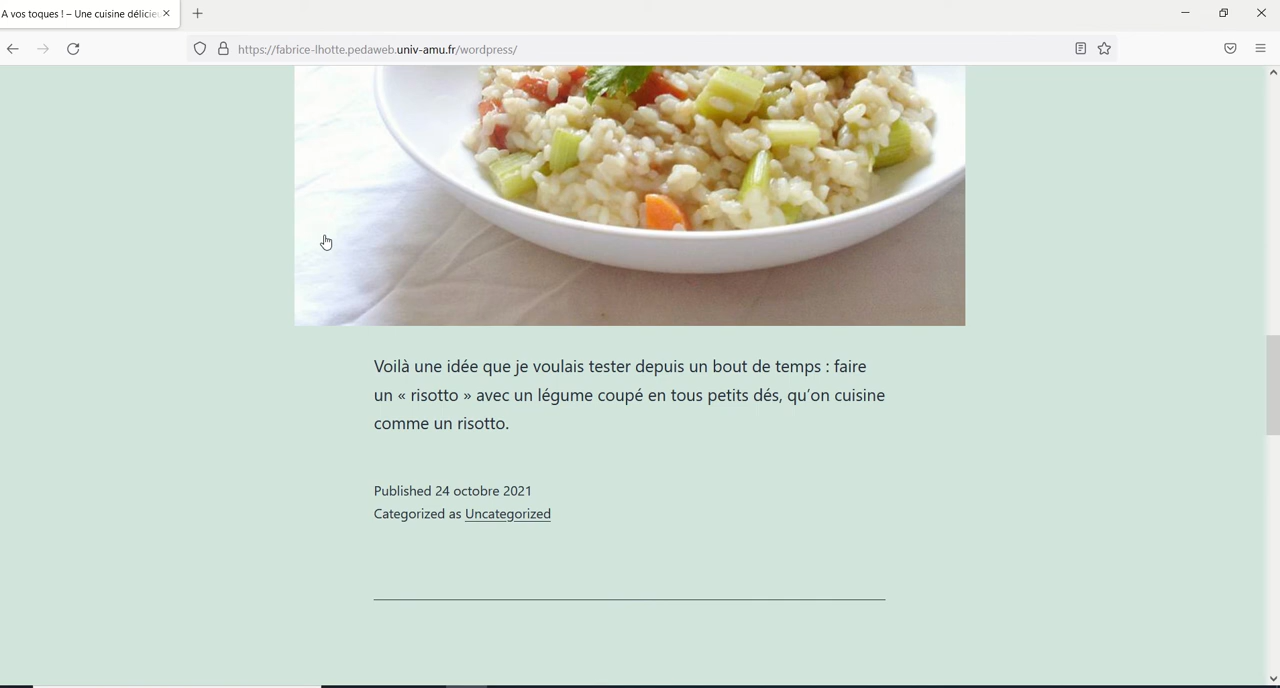 A vos toques ! – Une cuisine délicie
https://fabrice-lhotte.pedaweb.univ-amu.fr/wordpress/
Voilà une idée que je voulais tester depuis un bout de temps : faire
un « risotto » avec un légume coupé en tous petits dés, qu’on cuisine
comme un risotto.
Published 24 octobre 2021
Categorized as Uncategorized